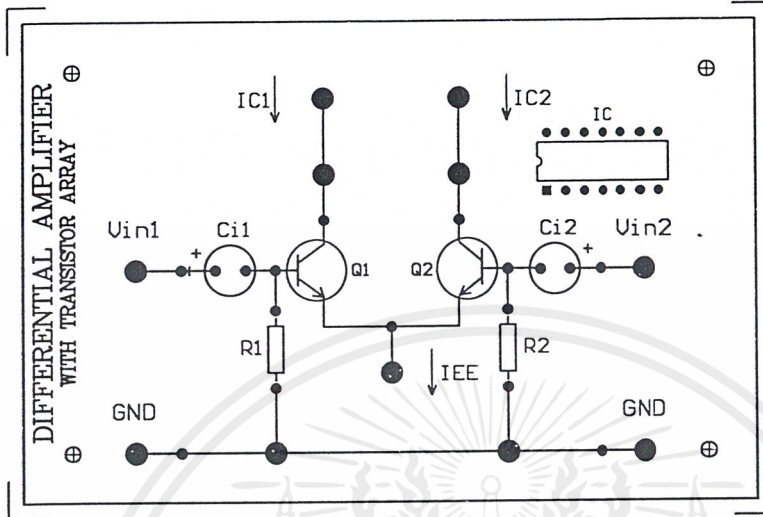 DIFFERENTIAL AMPLIFIER
WITH TRANSISTOR ARRAY
IC1
IC2
IC
Vin1
Ci1
Ci2
Vin2
+
+
Q1
Q2
R1
R2
IEE
GND
GND